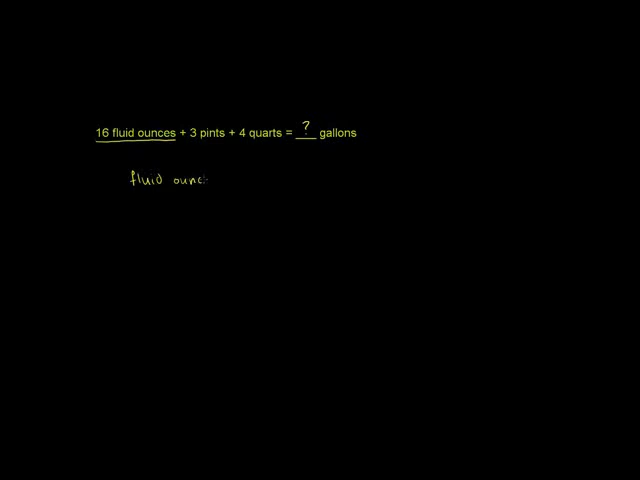 16 fluid ounces + 3 pints + 4 quarts = ? gallons
fluid ounc